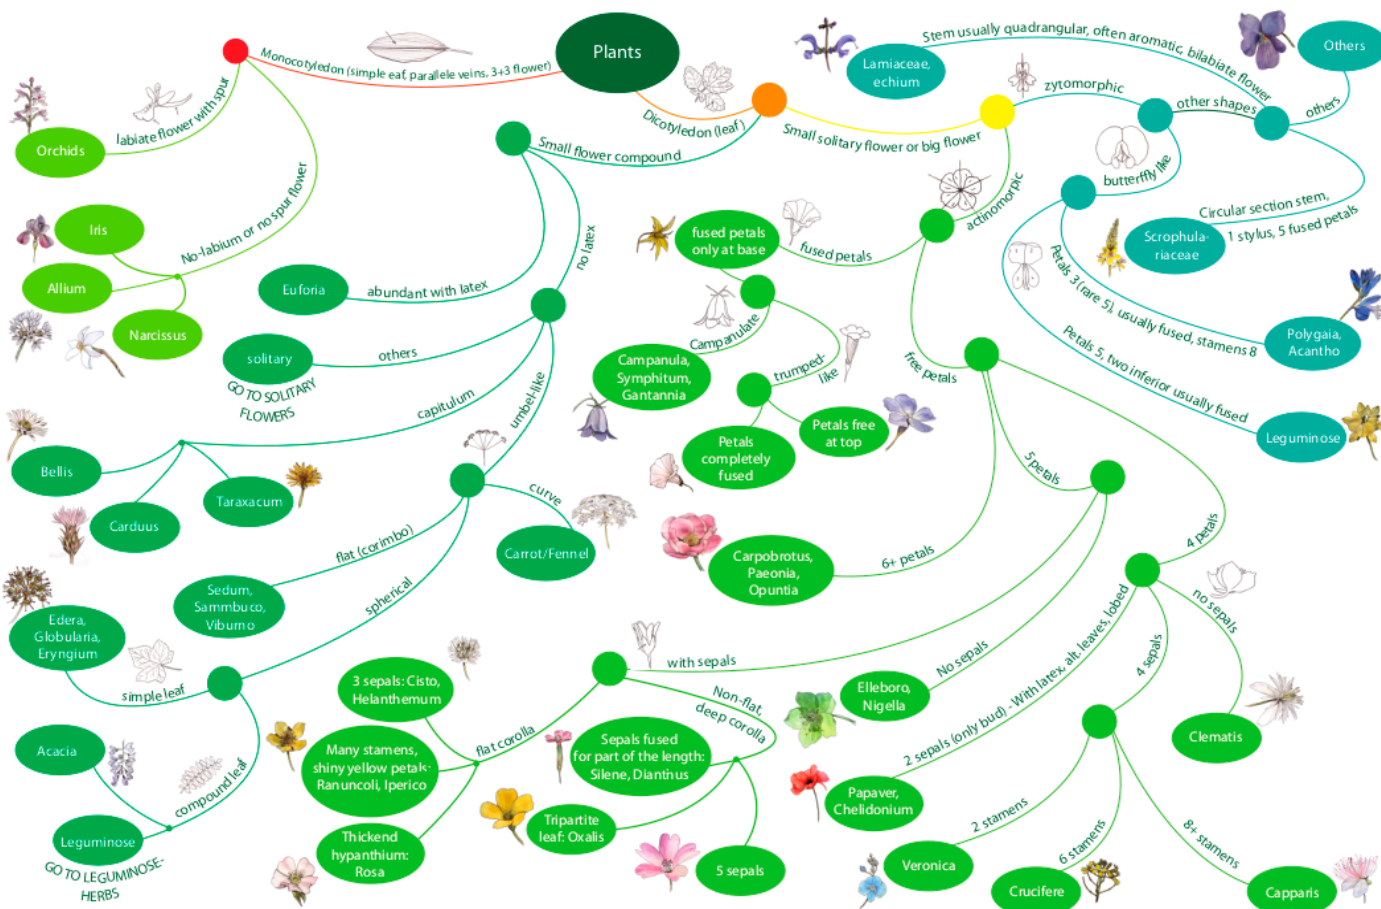 Plants
Monocotyledon (simple eaf, parallele veins, 3+3 flower)
labiate flower with spur
Orchids
No-labium or no spur flower
Iris
Allium
Narcissus
Dicotyledon (leaf)
Small flower compound
abundant with latex
Euforia
no latex
others
solitary
GO TO SOLITARY
FLOWERS
capitulum
Bellis
Carduus
Taraxacum
umbel-like
curve
Carrot/Fennel
flat (corimbo)
Sedum,
Sammbuco,
Viburno
spherical
simple leaf
Edera,
Globularia,
Eryngium
compound leaf
Acacia
Leguminose
GO TO LEGUMINOSE-
HERBS
Small solitary flower or big flower
zytomorphic
other shapes
Stem usually quadrangular, often aromatic, bilabiate flower
Lamiaceae,
echium
others
Others
Circular section stem,
1 stylus, 5 fused petals
Scrophula-
riaceae
butterffly like
Petals 3 (rare 5), usually fused, stamens 8
Polygaia,
Acantho
Petals 5, two inferior usually fused
Leguminose
actinomorpic
fused petals
fused petals
only at base
Campanulate
Campanula,
Symphitum,
Gantannia
trumped-
like
Petals
completely
fused
Petals free
at top
free petals
6+ petals
Carpobrotus,
Paeonia,
Opuntia
5 petals
No sepals
Elleboro,
Nigella
with sepals
flat corolla
3 sepals: Cisto,
Helanthemum
Many stamens,
shiny yellow petals:
Ranuncoli, Iperico
Thickend
hypanthium:
Rosa
Non-flat,
deep corolla
Sepals fused
for part of the length:
Silene, Dianthus
Tripartite
leaf: Oxalis
5 sepals
4 petals
no sepals
Clematis
2 sepals (only bud) - With latex, alt. leaves, lobed
Papaver,
Chelidonium
4 sepals
2 stamens
Veronica
6 stamens
Crucifere
8+ stamens
Capparis